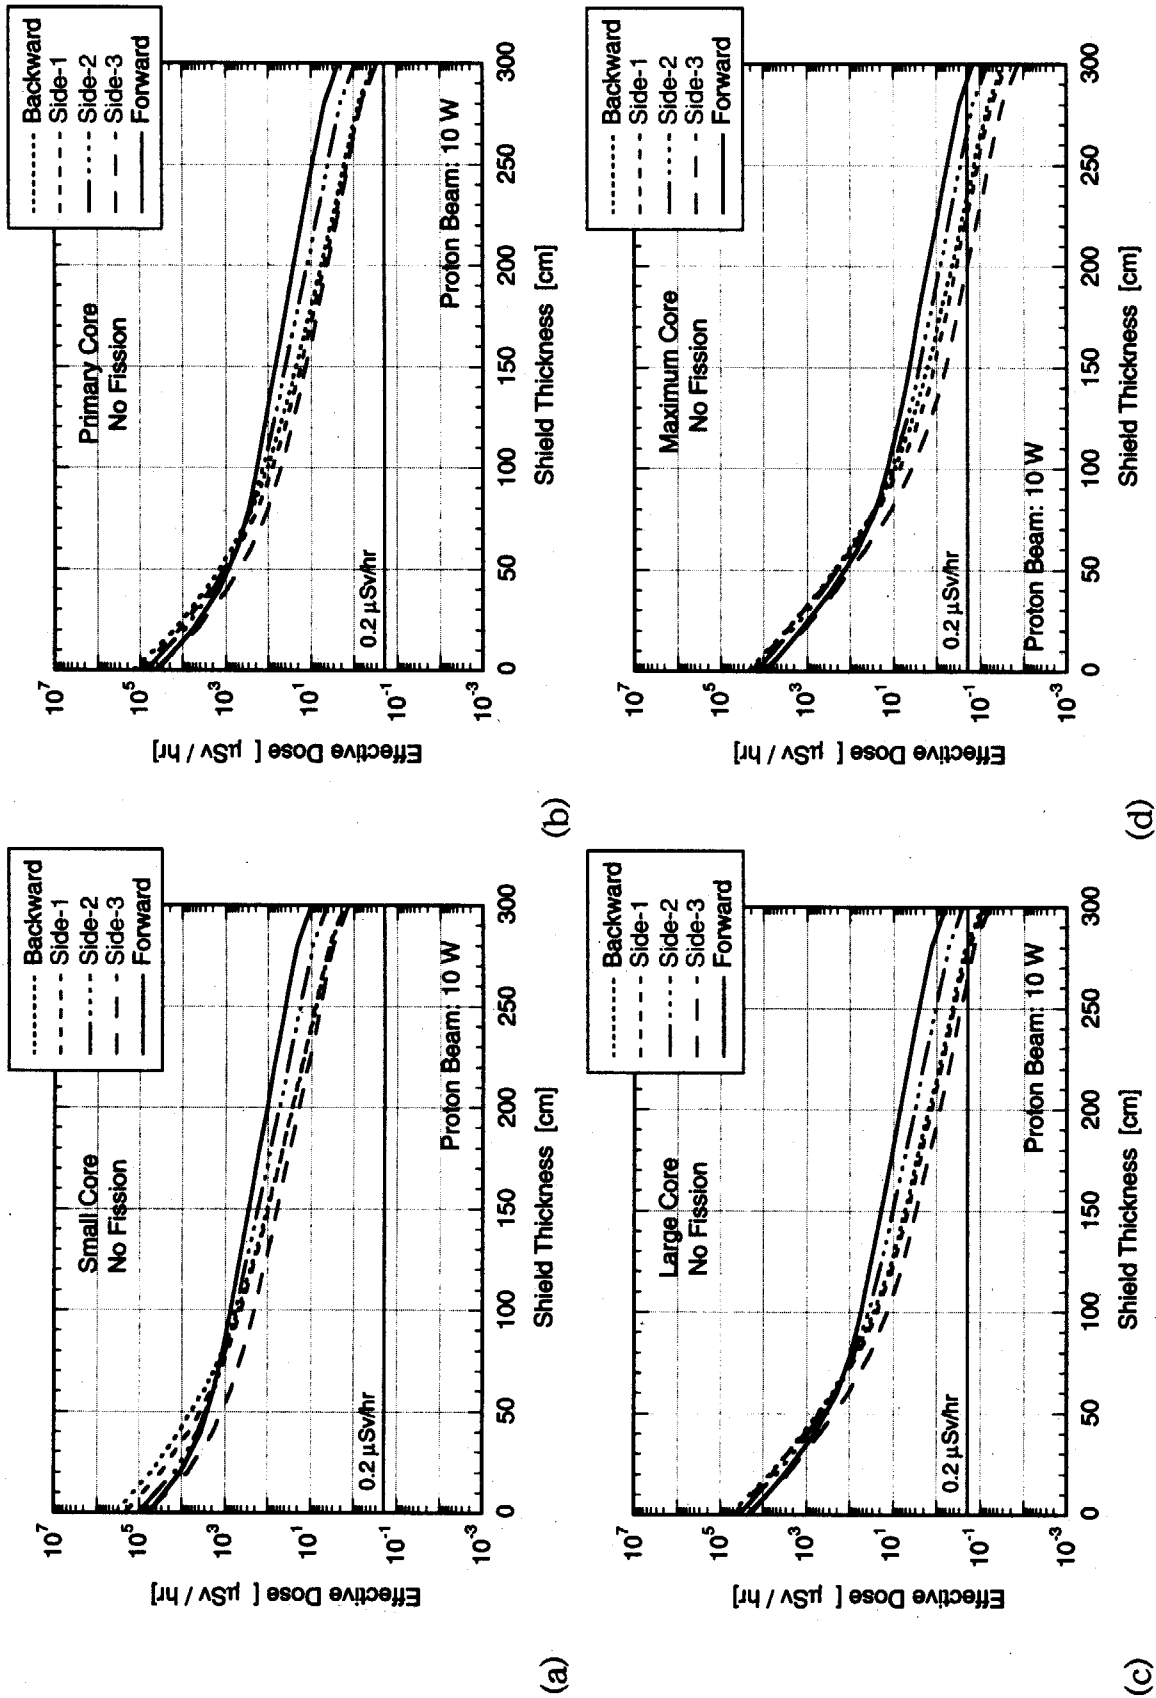 (a)
Effective Dose [ μSv / hr]
10^7
10^5
10^3
10^1
10^-1
10^-3
Small Core
No Fission
0.2 μSv/hr
Proton Beam: 10 W
Backward
Side-1
Side-2
Side-3
Forward
0 50 100 150 200 250 300
Shield Thickness [cm]
(b)
Effective Dose [ μSv / hr]
10^7
10^5
10^3
10^1
10^-1
10^-3
Primary Core
No Fission
0.2 μSv/hr
Proton Beam: 10 W
Backward
Side-1
Side-2
Side-3
Forward
0 50 100 150 200 250 300
Shield Thickness [cm]
(c)
Effective Dose [ μSv / hr]
10^7
10^5
10^3
10^1
10^-1
10^-3
Large Core
No Fission
0.2 μSv/hr
Proton Beam: 10 W
Backward
Side-1
Side-2
Side-3
Forward
0 50 100 150 200 250 300
Shield Thickness [cm]
(d)
Effective Dose [ μSv / hr]
10^7
10^5
10^3
10^1
10^-1
10^-3
Maximum Core
No Fission
0.2 μSv/hr
Proton Beam: 10 W
Backward
Side-1
Side-2
Side-3
Forward
0 50 100 150 200 250 300
Shield Thickness [cm]